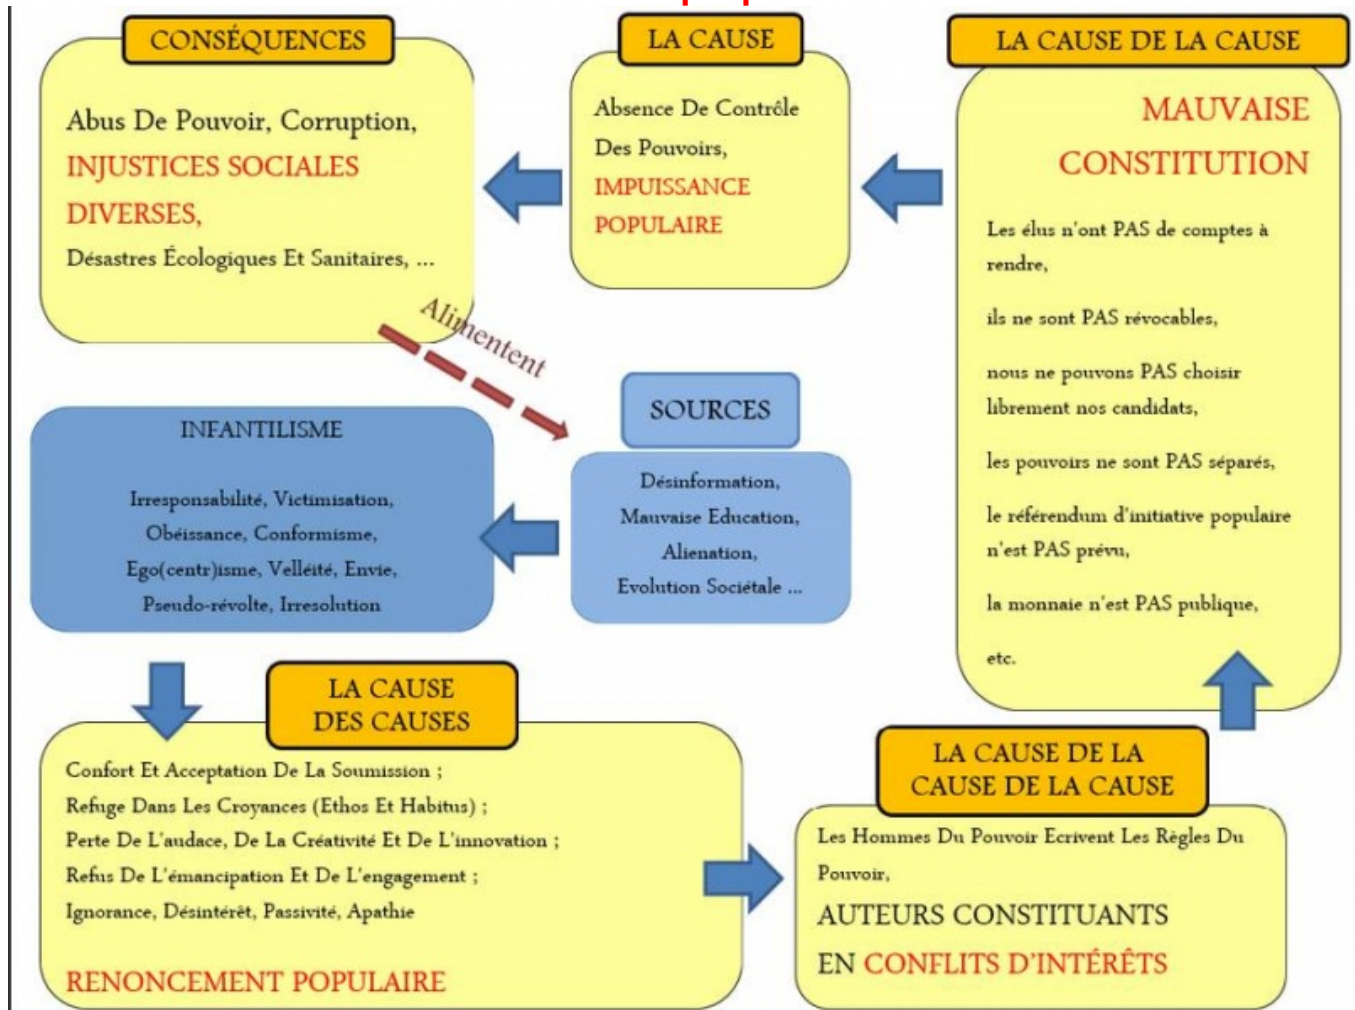 CONSÉQUENCES
Abus De Pouvoir, Corruption,
INJUSTICES SOCIALES
DIVERSES,
Désastres Écologiques Et Sanitaires, ...
LA CAUSE
Absence De Contrôle
Des Pouvoirs,
IMPUISSANCE
POPULAIRE
LA CAUSE DE LA CAUSE
MAUVAISE
CONSTITUTION
Les élus n'ont PAS de comptes à
rendre,
ils ne sont PAS révocables,
nous ne pouvons PAS choisir
librement nos candidats,
les pouvoirs ne sont PAS séparés,
le référendum d'initiative populaire
n'est PAS prévu,
la monnaie n'est PAS publique,
etc.
Alimentent
SOURCES
Désinformation,
Mauvaise Education,
Alienation,
Evolution Sociétale ...
INFANTILISME
Irresponsabilité, Victimisation,
Obéissance, Conformisme,
Ego(centr)isme, Velléité, Envie,
Pseudo-révolte, Irresolution
LA CAUSE
DES CAUSES
Confort Et Acceptation De La Soumission ;
Refuge Dans Les Croyances (Ethos Et Habitus) ;
Perte De L'audace, De La Créativité Et De L'innovation ;
Refus De L'émancipation Et De L'engagement ;
Ignorance, Désintérêt, Passivité, Apathie
RENONCEMENT POPULAIRE
LA CAUSE DE LA
CAUSE DE LA CAUSE
Les Hommes Du Pouvoir Ecrivent Les Règles Du
Pouvoir,
AUTEURS CONSTITUANTS
EN CONFLITS D'INTÉRÊTS